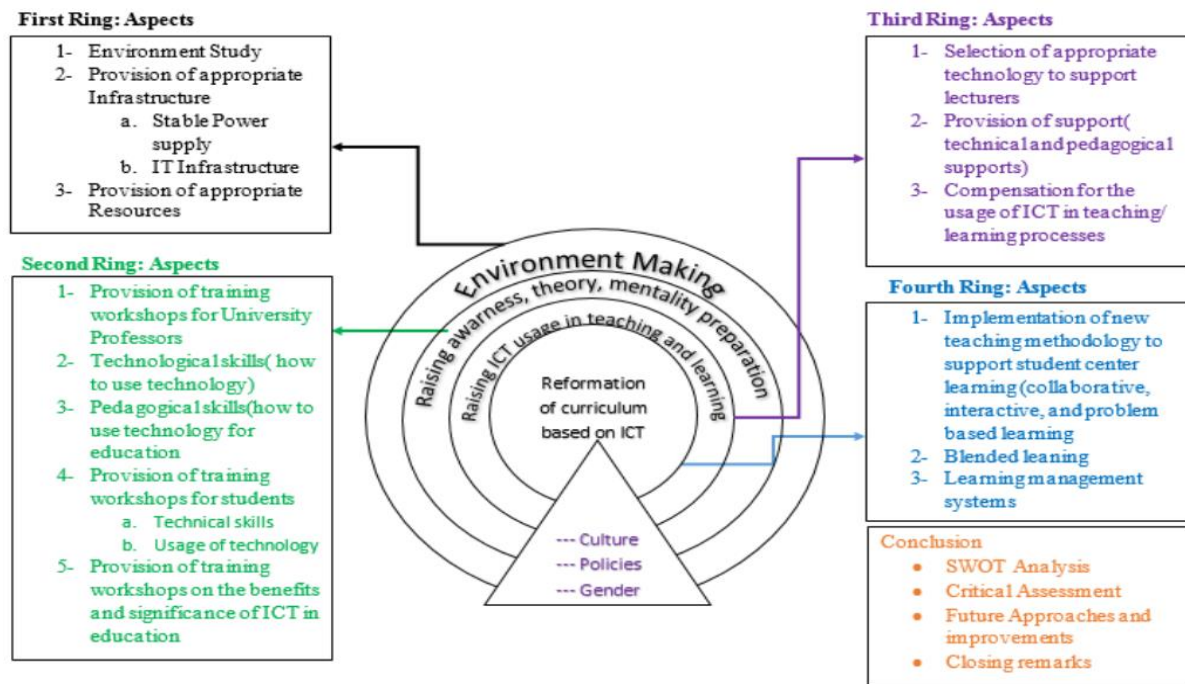 First Ring: Aspects
1- Environment Study
2- Provision of appropriate
Infrastructure
a. Stable Power
supply
b. IT Infrastructure
3- Provision of appropriate
Resources
Second Ring: Aspects
1- Provision of training
workshops for University
Professors
2- Technological skills( how
to use technology)
3- Pedagogical skills(how to
use technology for
education
4- Provision of training
workshops for students
a. Technical skills
b. Usage of technology
5- Provision of training
workshops on the benefits
and significance of ICT in
education
Environment Making
Raising awarness, theory, mentality preparation
Raising ICT usage in teaching and learning
Reformation
of curriculum
based on ICT
--- Culture
--- Policies
--- Gender
Third Ring: Aspects
1- Selection of appropriate
technology to support
lecturers
2- Provision of support(
technical and pedagogical
supports)
3- Compensation for the
usage of ICT in teaching/
learning processes
Fourth Ring: Aspects
1- Implementation of new
teaching methodology to
support student center
learning (collaborative,
interactive, and problem
based learning
2- Blended leaning
3- Learning management
systems
Conclusion
● SWOT Analysis
● Critical Assessment
● Future Approaches and
improvements
● Closing remarks